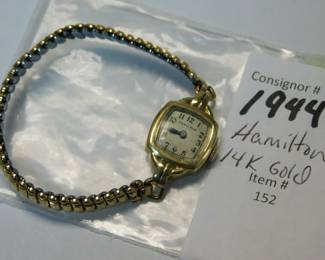 Consignor #
1944
Hamilton
14K Gold
Item #
152